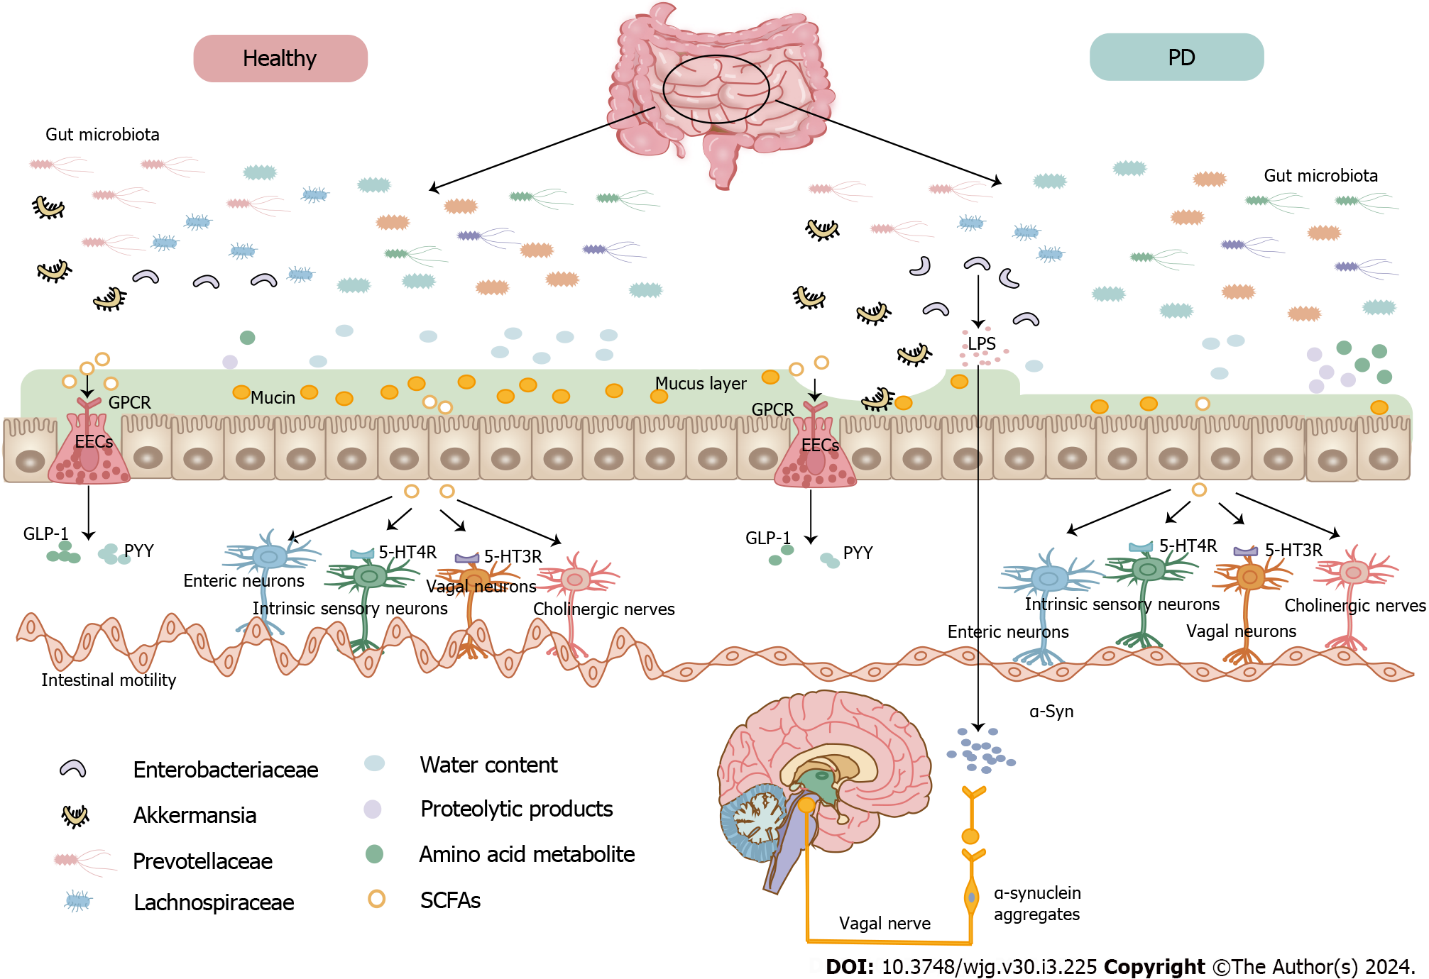 Healthy
PD
Gut microbiota
Gut microbiota
LPS
Mucus layer
Mucin
GPCR
GPCR
EECs
EECs
GLP-1
PYY
5-HT4R
5-HT3R
Enteric neurons
Vagal neurons
Intrinsic sensory neurons
Cholinergic nerves
GLP-1
PYY
5-HT4R
5-HT3R
Intrinsic sensory neurons
Cholinergic nerves
Enteric neurons
Vagal neurons
Intestinal motility
α-Syn
Enterobacteriaceae
Akkermansia
Prevotellaceae
Lachnospiraceae
Water content
Proteolytic products
Amino acid metabolite
SCFAs
α-synuclein
aggregates
Vagal nerve
DOI: 10.3748/wjg.v30.i3.225 Copyright ©The Author(s) 2024.